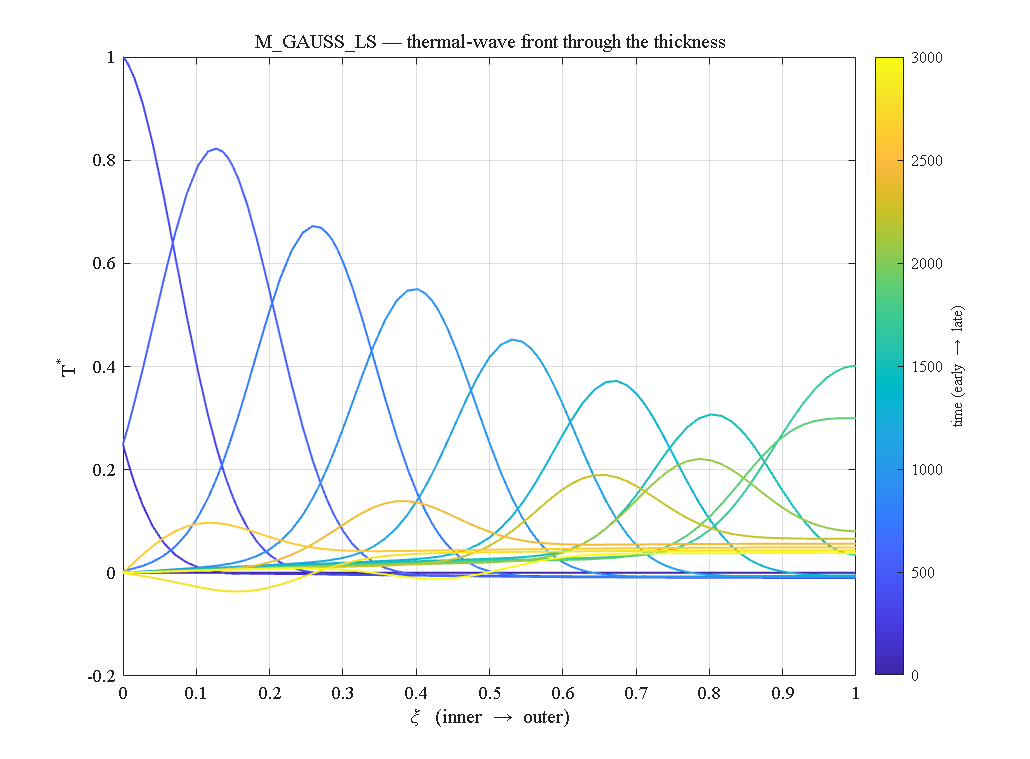 M_GAUSS_LS — thermal-wave front through the thickness
1
0.8
0.6
0.4
0.2
0
-0.2
T*
0 0.1 0.2 0.3 0.4 0.5 0.6 0.7 0.8 0.9 1
ξ (inner → outer)
3000
2500
2000
1500
1000
500
0
time (early → late)